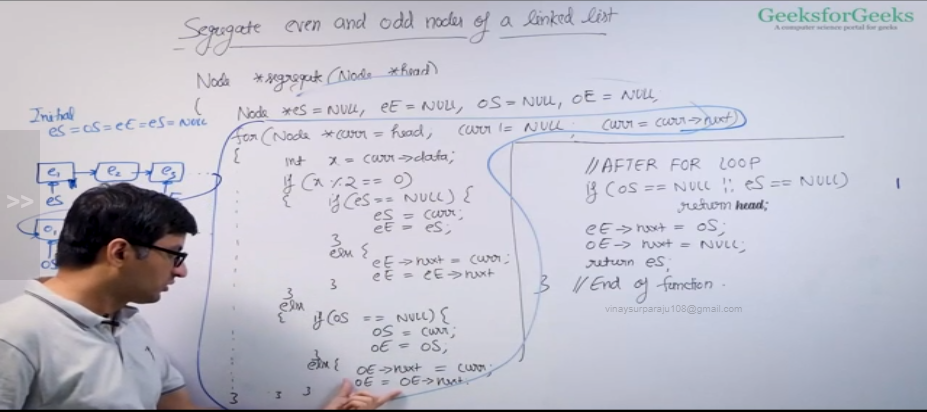 Segregate even and odd nodes of a linked list
GeeksforGeeks
A computer science portal for geeks
Node *segregate(Node *head)
{
Node *eS = NULL, eE = NULL, OS = NULL, OE = NULL;
Initial
eS = OS = eE = eS = NULL
for(Node *curr = head, curr != NULL; curr = curr->next)
{
int x = curr->data;
if (x %2 == 0)
{ if(eS == NULL) {
eS = curr;
eE = eS;
}
else {
eE->next = curr;
eE = eE->next
}
}
else
{ if(OS == NULL){
OS = curr;
OE = OS,
}
else{ OE->next = curr;
OE = OE->next.
} } }
e1 e2 e3
eS
>>
//AFTER FOR LOOP
if (OS == NULL || eS == NULL)
return head;
eE->next = OS;
OE->next = NULL;
return eS;
} //End of function.
vinaysurparaju108@gmail.com